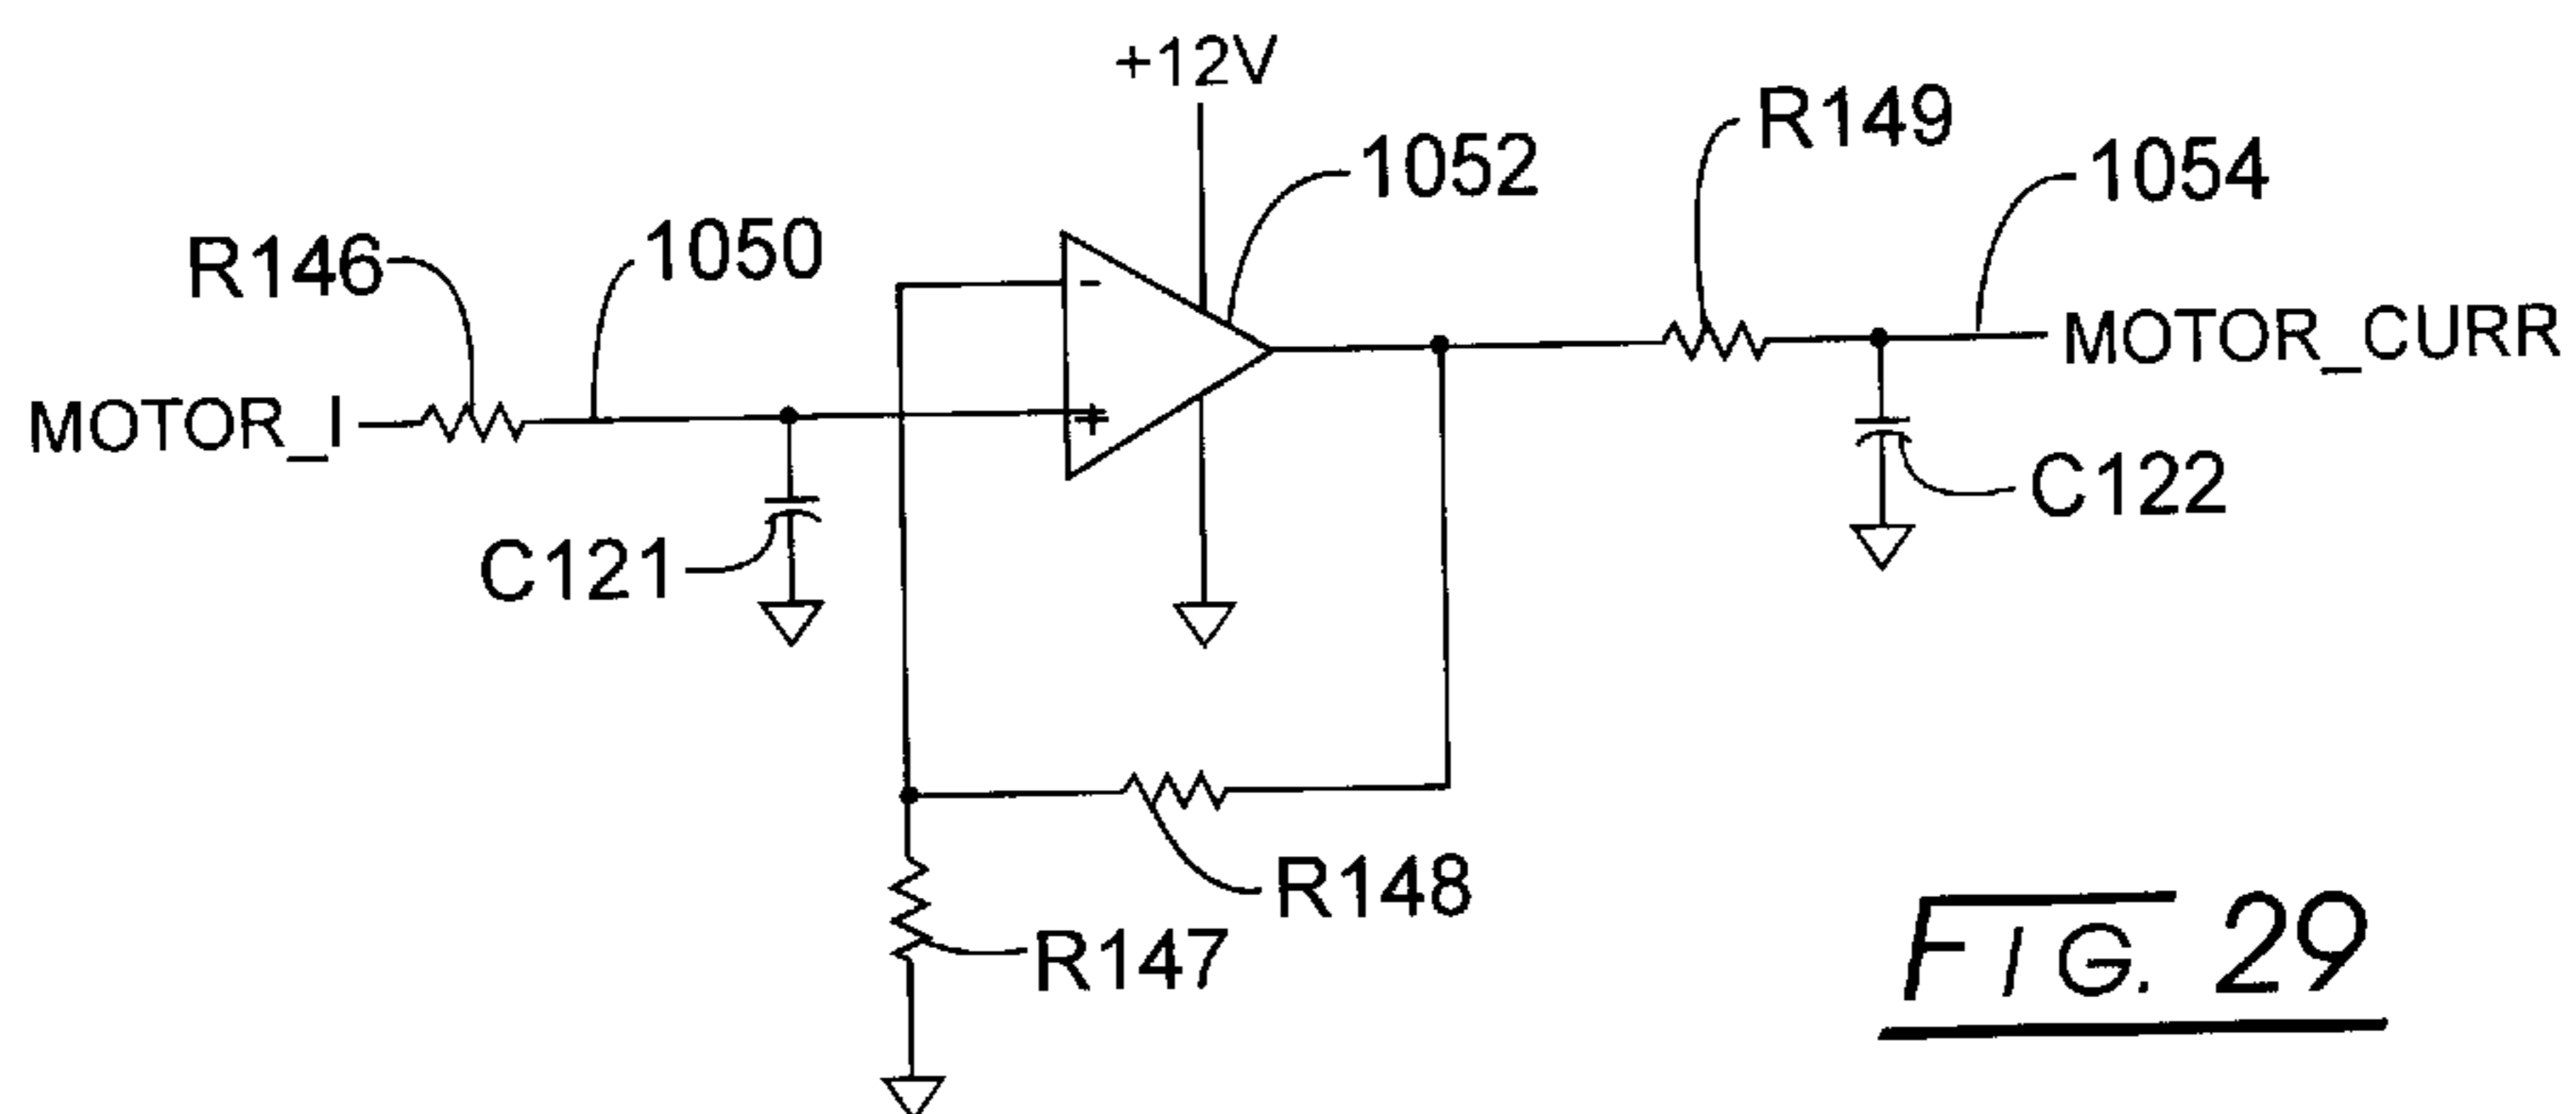 +12V
R149
1052
1054
1050
R146
-
MOTOR_CURR
MOTOR_I
+
C122
C121
R148
R147
FIG. 29